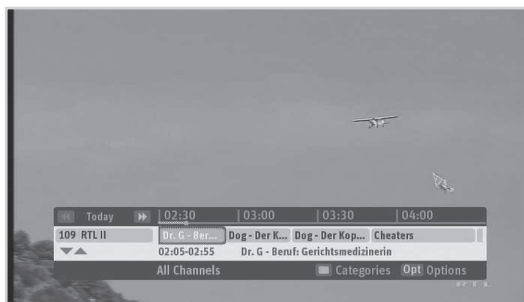 Today 02:30 03:00 03:30 04:00
109 RTL II Dr. G - Ber... Dog - Der K... Dog - Der Kop... Cheaters
02:05-02:55 Dr. G - Beruf: Gerichtsmedizinerin
All Channels Categories Opt Options